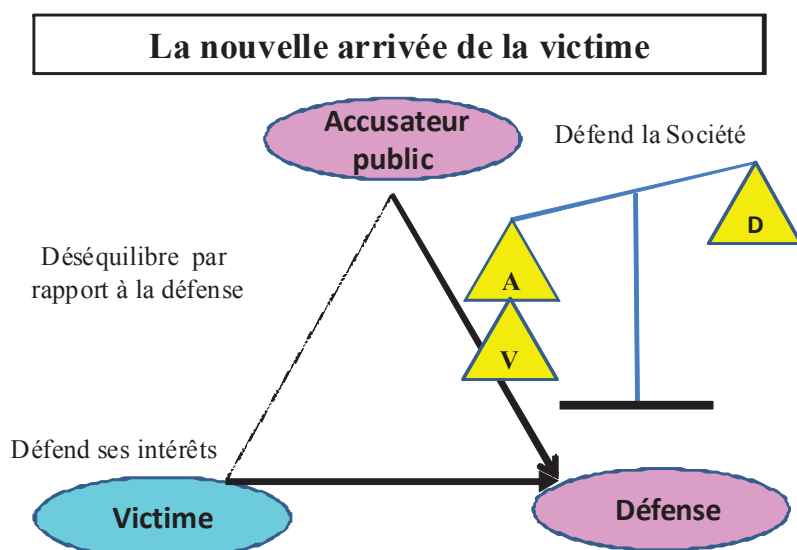 La nouvelle arrivée de la victime
Accusateur
public
Défend la Société
D
Déséquilibre par
rapport à la défense
A
V
Défend ses intérêts
Victime
Défense